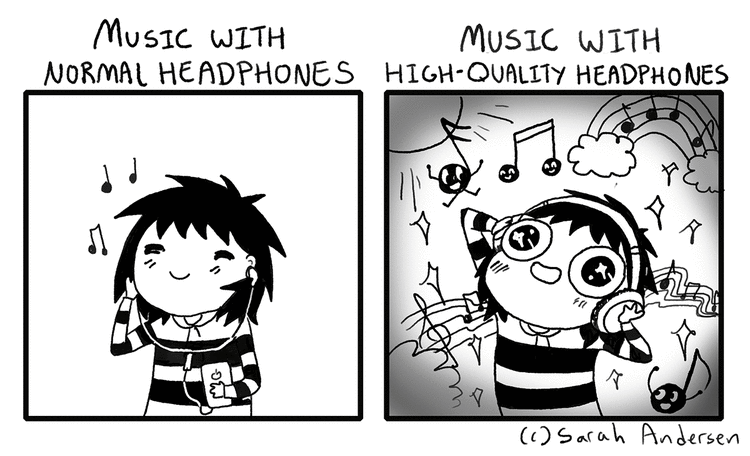 MUSIC WITH
NORMAL HEADPHONES
MUSIC WITH
HIGH-QUALITY HEADPHONES
(c) Sarah Andersen